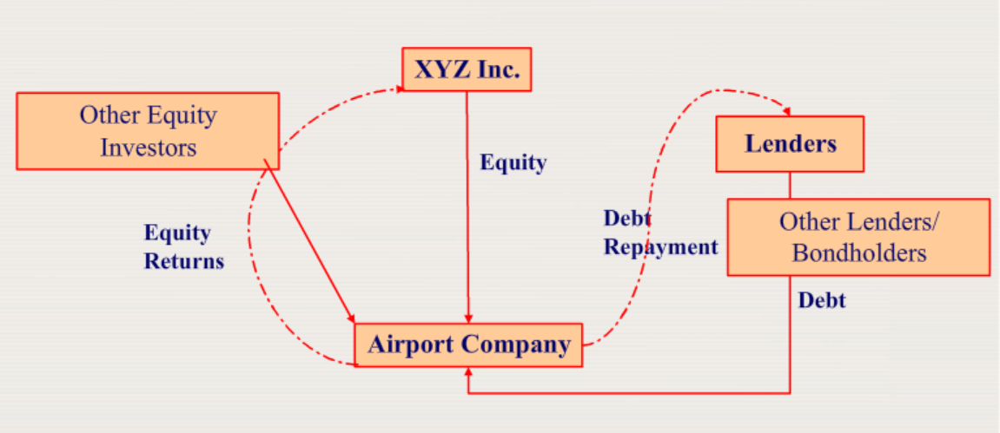 XYZ Inc.
Other Equity
Investors
Lenders
Equity
Debt
Repayment
Other Lenders/
Bondholders
Equity
Returns
Debt
Airport Company